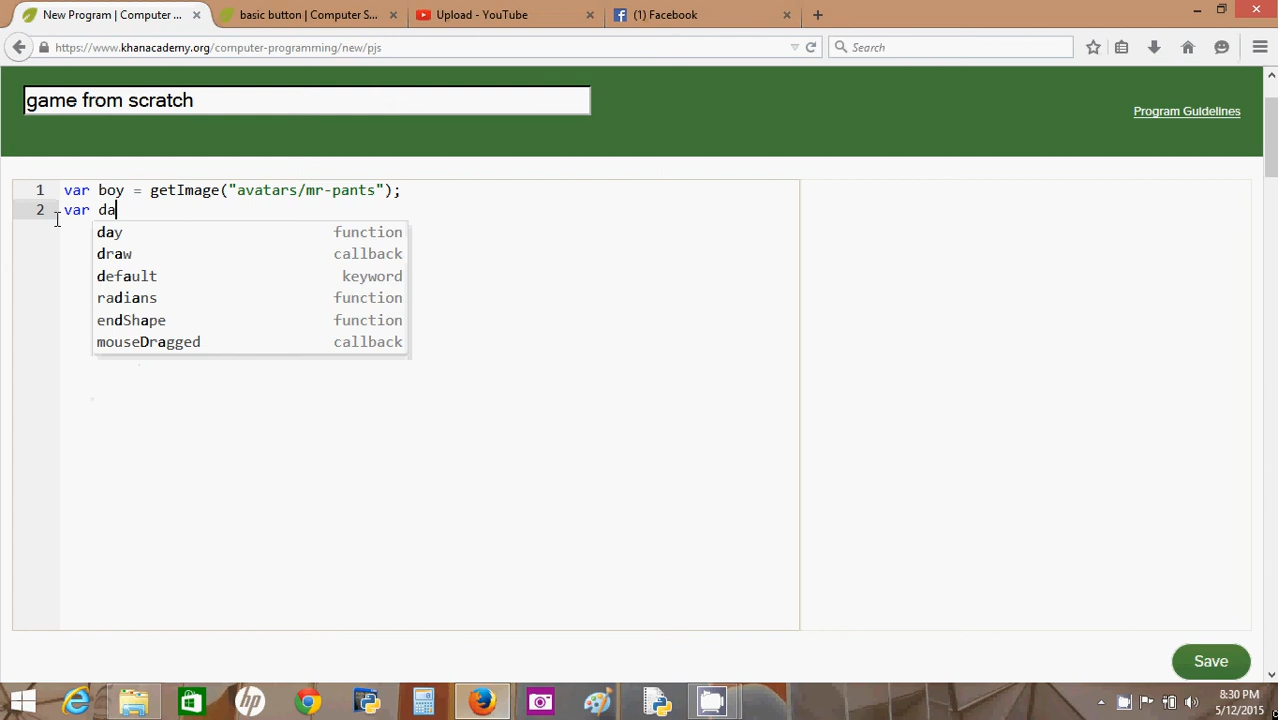 New Program | Computer ...
basic button | Computer S...
Upload - YouTube
(1) Facebook
https://www.khanacademy.org/computer-programming/new/pjs
Search
game from scratch
Program Guidelines
1 var boy = getImage("avatars/mr-pants");
2 var da
day function
draw callback
default keyword
radians function
endShape function
mouseDragged callback
Save
8:30 PM
5/12/2015